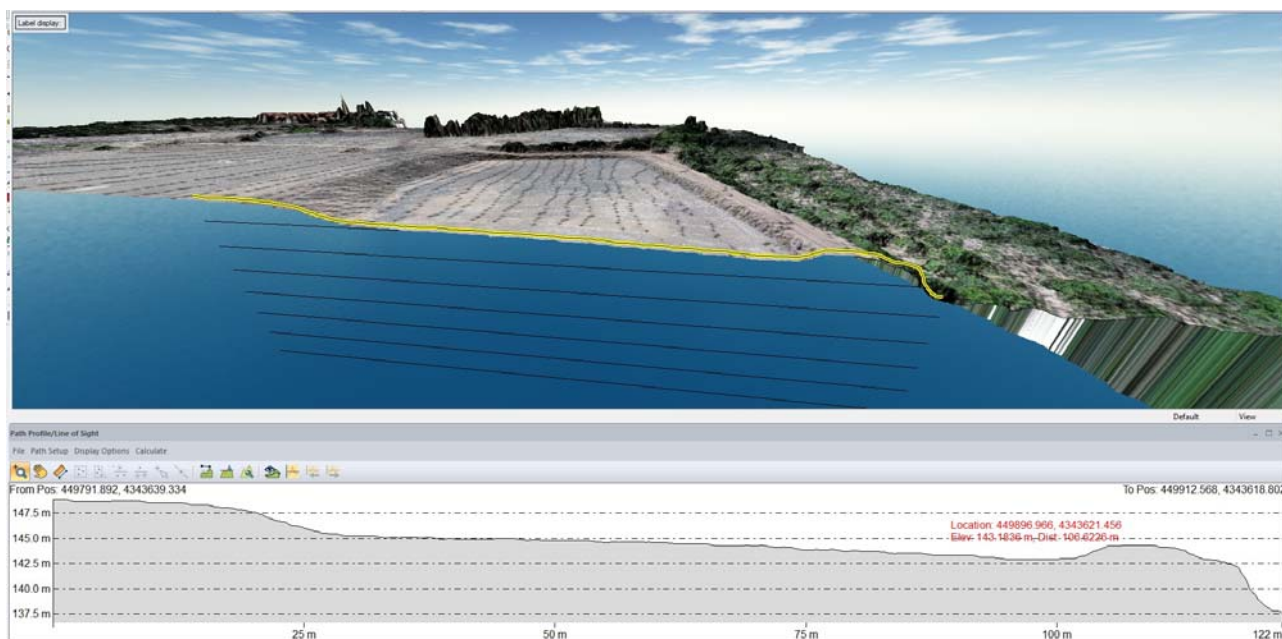 Label display:
Default View
Path Profile/Line of Sight
File Path Setup Display Options Calculate
From Pos: 449791.892, 4343639.334 To Pos: 449912.568, 4343618.802
147.5 m
Location: 449896.966, 4343621.456
145.0 m
Elev: 143.1836 m, Dist: 106.6226 m
142.5 m
140.0 m
137.5 m
25 m 50 m 75 m 100 m 122 m